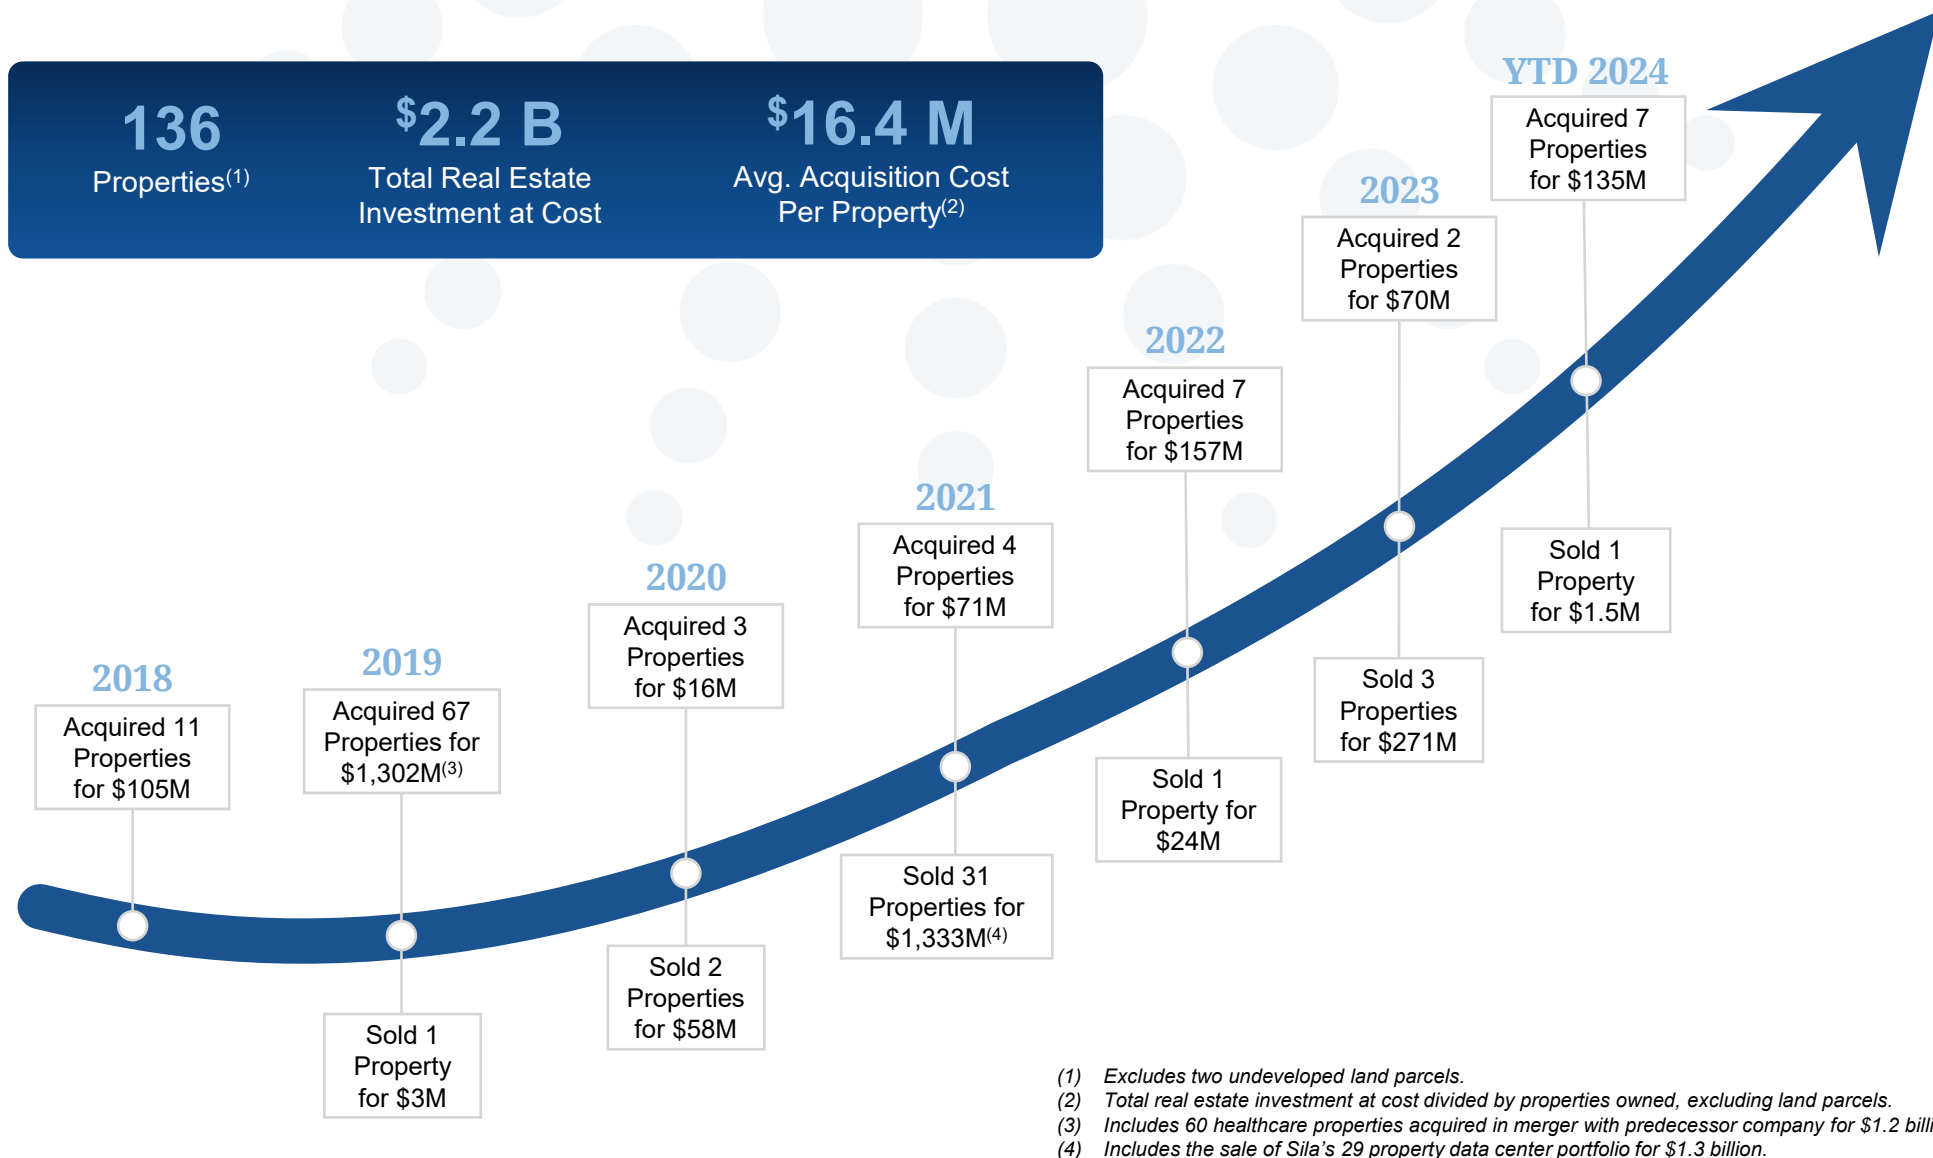 136
Properties(1)
$2.2 B
Total Real Estate
Investment at Cost
$16.4 M
Avg. Acquisition Cost
Per Property(2)
2018
Acquired 11
Properties
for $105M
2019
Acquired 67
Properties for
$1,302M(3)
Sold 1
Property
for $3M
2020
Acquired 3
Properties
for $16M
Sold 2
Properties
for $58M
2021
Acquired 4
Properties
for $71M
Sold 31
Properties for
$1,333M(4)
2022
Acquired 7
Properties
for $157M
Sold 1
Property for
$24M
2023
Acquired 2
Properties
for $70M
Sold 3
Properties
for $271M
YTD 2024
Acquired 7
Properties
for $135M
Sold 1
Property
for $1.5M
(1) Excludes two undeveloped land parcels.
(2) Total real estate investment at cost divided by properties owned, excluding land parcels.
(3) Includes 60 healthcare properties acquired in merger with predecessor company for $1.2
(4) Includes the sale of Sila's 29 property data center portfolio for $1.3 billion.